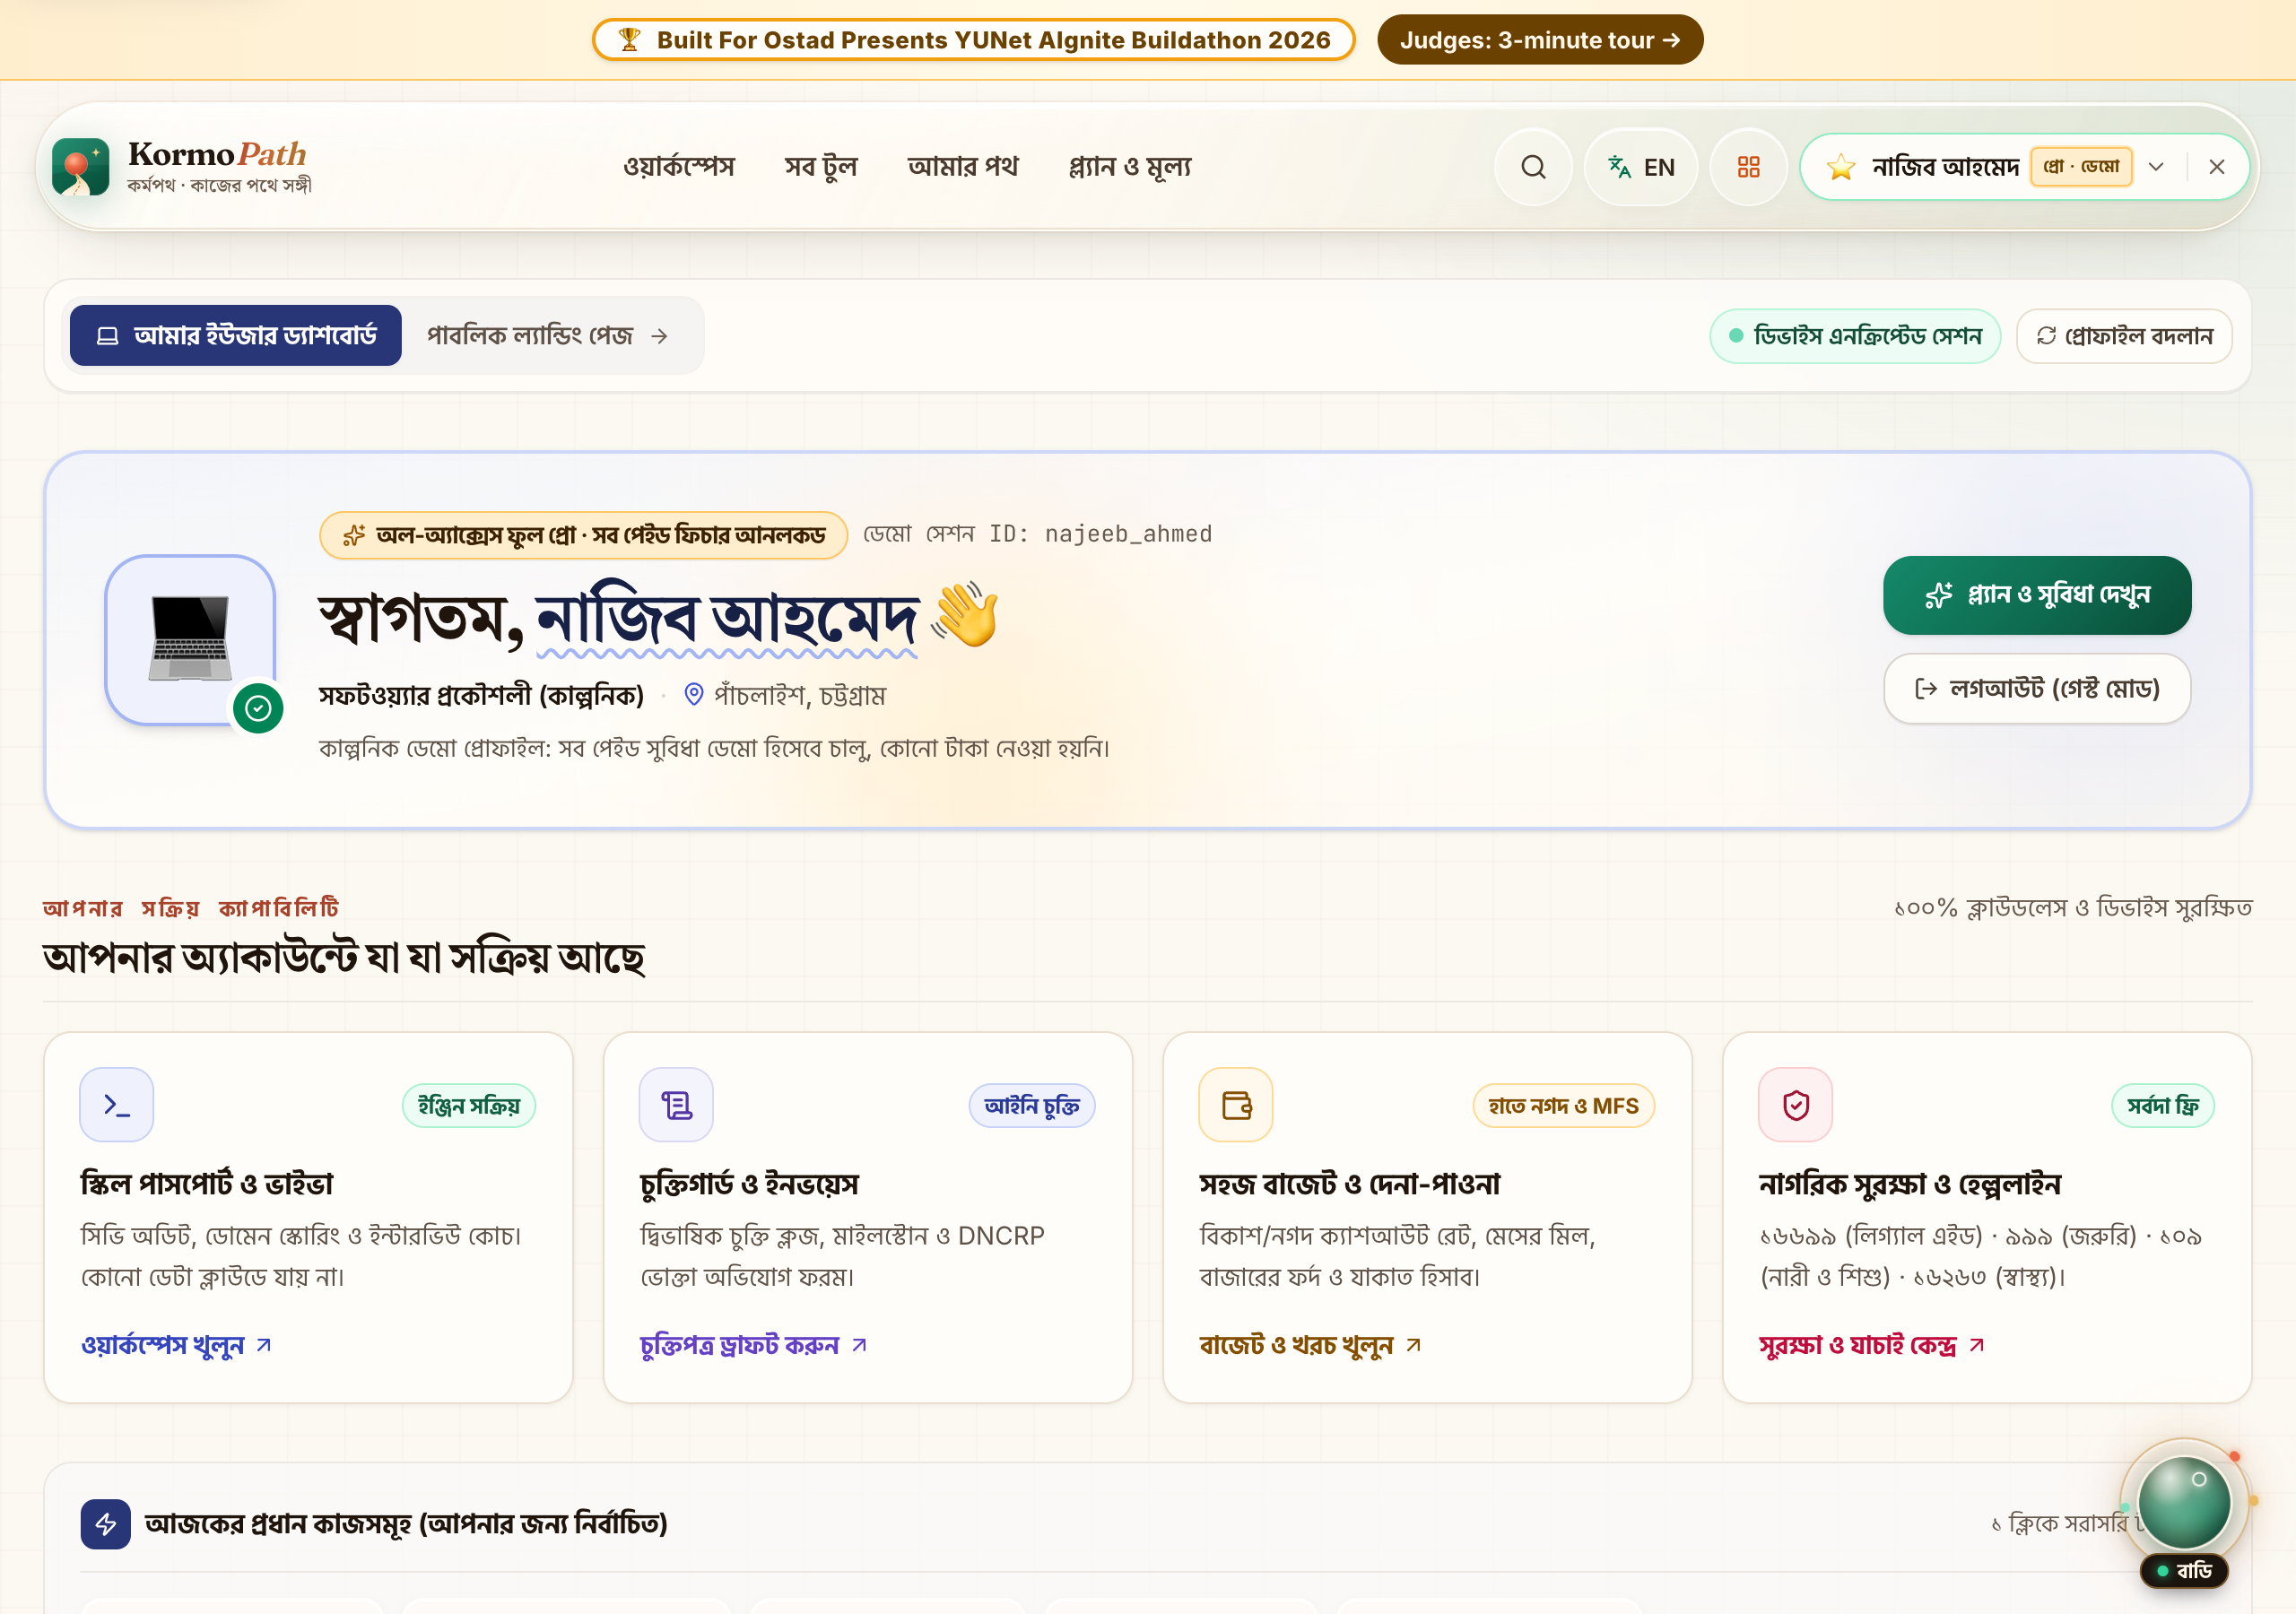 Built For Ostad Presents YUNet AIgnite Buildathon 2026
Judges: 3-minute tour →
KormoPath
কর্মপথ · কাজের পথে সঙ্গী
ওয়ার্কস্পেস
সব টুল
আমার পথ
প্ল্যান ও মূল্য
EN
নাজিব আহমেদ
প্রো · ডেমো
আমার ইউজার ড্যাশবোর্ড
পাবলিক ল্যান্ডিং পেজ →
ডিভাইস এনক্রিপ্টেড সেশন
প্রোফাইল বদলান
অল-অ্যাক্সেস ফুল প্রো · সব পেইড ফিচার আনলকড
ডেমো সেশন ID: najeeb_ahmed
স্বাগতম, নাজিব আহমেদ 👋
সফটওয়্যার প্রকৌশলী (কাল্পনিক) · পাঁচলাইশ, চট্টগ্রাম
কাল্পনিক ডেমো প্রোফাইল: সব পেইড সুবিধা ডেমো হিসেবে চালু, কোনো টাকা নেওয়া হয়নি।
প্ল্যান ও সুবিধা দেখুন
লগআউট (গেস্ট মোড)
আপনার সক্রিয় ক্যাপাবিলিটি
আপনার অ্যাকাউন্টে যা যা সক্রিয় আছে
১০০% ক্লাউডলেস ও ডিভাইস সুরক্ষিত
ইঞ্জিন সক্রিয়
স্কিল পাসপোর্ট ও ভাইভা
সিভি অডিট, ডোমেন স্কোরিং ও ইন্টারভিউ কোচ।
কোনো ডেটা ক্লাউডে যায় না।
ওয়ার্কস্পেস খুলুন ↗
আইনি চুক্তি
চুক্তিগার্ড ও ইনভয়েস
দ্বিভাষিক চুক্তি ক্লজ, মাইলস্টোন ও DNCRP
ভোক্তা অভিযোগ ফরম।
চুক্তিপত্র ড্রাফট করুন ↗
হাতে নগদ ও MFS
সহজ বাজেট ও দেনা-পাওনা
বিকাশ/নগদ ক্যাশআউট রেট, মেসের মিল,
বাজারের ফর্দ ও যাকাত হিসাব।
বাজেট ও খরচ খুলুন ↗
সর্বদা ফ্রি
নাগরিক সুরক্ষা ও হেল্পলাইন
১৬৬৯৯ (লিগ্যাল এইড) · ৯৯৯ (জরুরি) · ১০৯
(নারী ও শিশু) · ১৬২৬৩ (স্বাস্থ্য)।
সুরক্ষা ও যাচাই কেন্দ্র ↗
আজকের প্রধান কাজসমূহ (আপনার জন্য নির্বাচিত)
১ ক্লিকে সরাসরি
বাডি